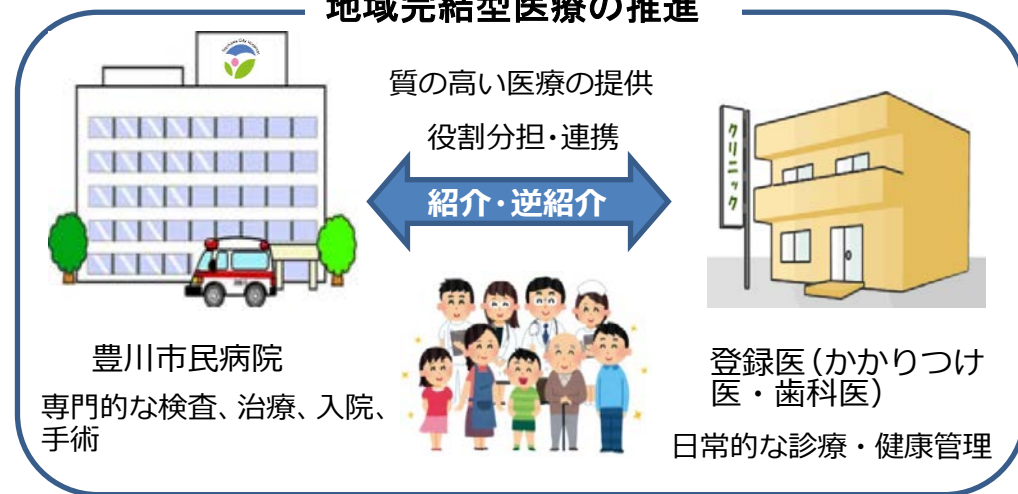 地域完結型医療の推進
質の高い医療の提供
役割分担・連携
紹介・逆紹介
クリニック
豊川市民病院
専門的な検査、治療、入院、
手術
登録医（かかりつけ
医・歯科医）
日常的な診療・健康管理